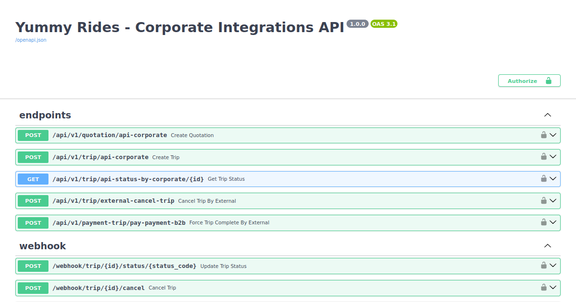 Yummy Rides - Corporate Integrations API 1.0.0 OAS 3.1
/openapi.json
Authorize
endpoints
POST /api/v1/quotation/api-corporate Create Quotation
POST /api/v1/trip/api-corporate Create Trip
GET /api/v1/trip/api-status-by-corporate/{id} Get Trip Status
POST /api/v1/trip/external-cancel-trip Cancel Trip By External
POST /api/v1/payment-trip/pay-payment-b2b Force Trip Complete By External
webhook
POST /webhook/trip/{id}/status/{status_code} Update Trip Status
POST /webhook/trip/{id}/cancel Cancel Trip